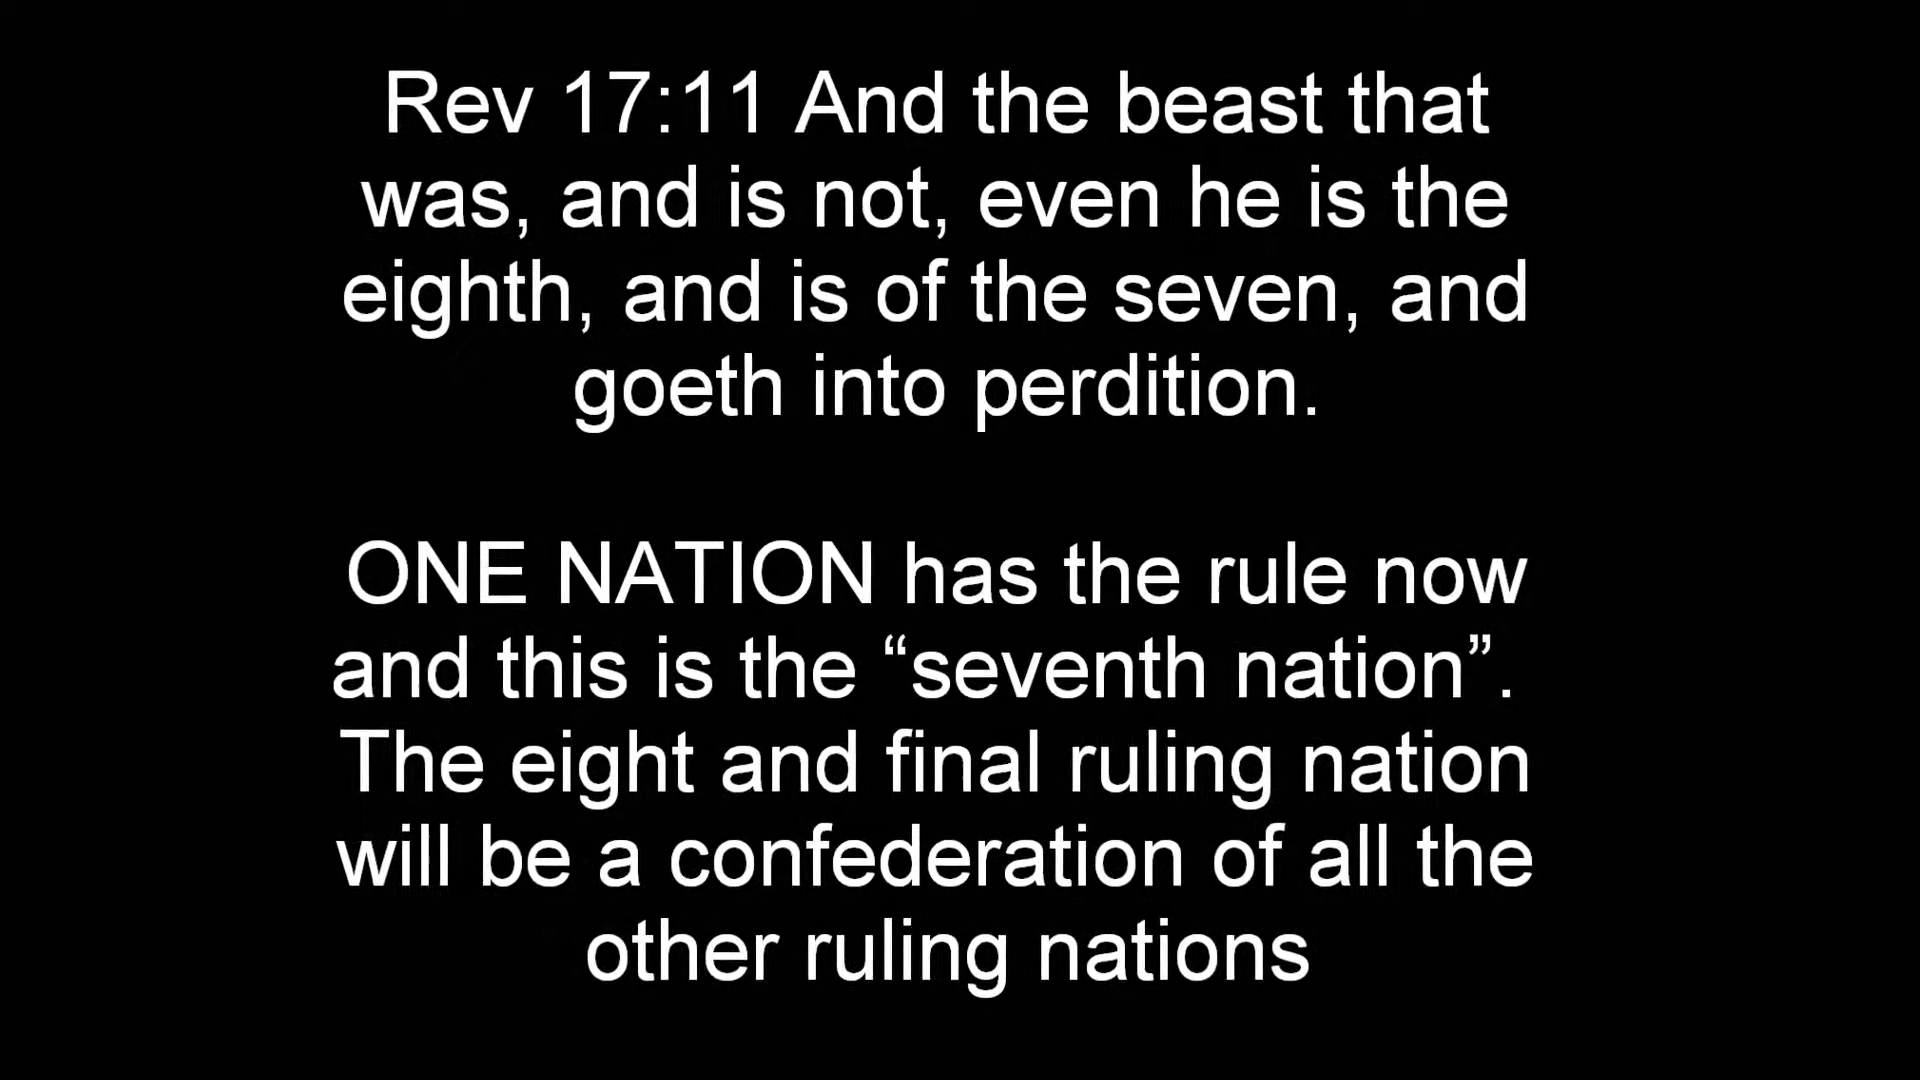 Rev 17:11 And the beast that
was, and is not, even he is the
eighth, and is of the seven, and
goeth into perdition.
ONE NATION has the rule now
and this is the “seventh nation”.
The eight and final ruling nation
will be a confederation of all the
other ruling nations